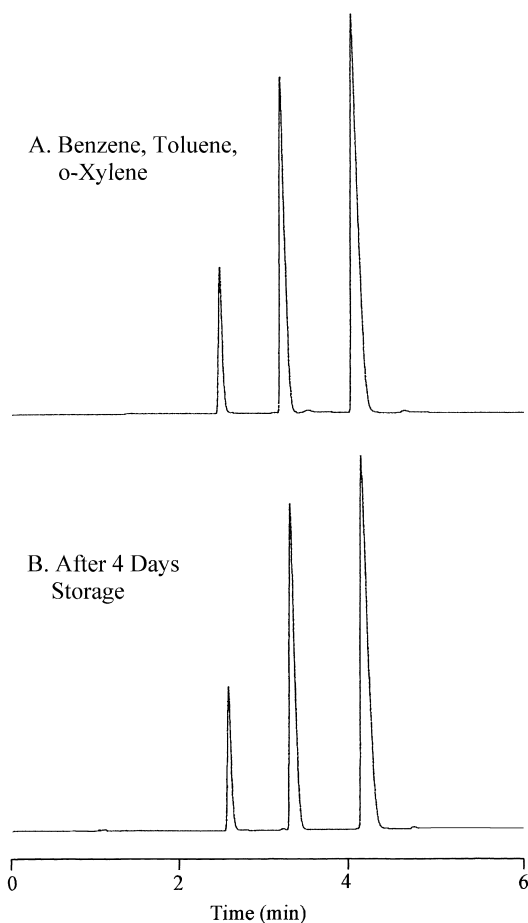 A. Benzene, Toluene,
o-Xylene
B. After 4 Days
Storage
0 2 4 6
Time (min)